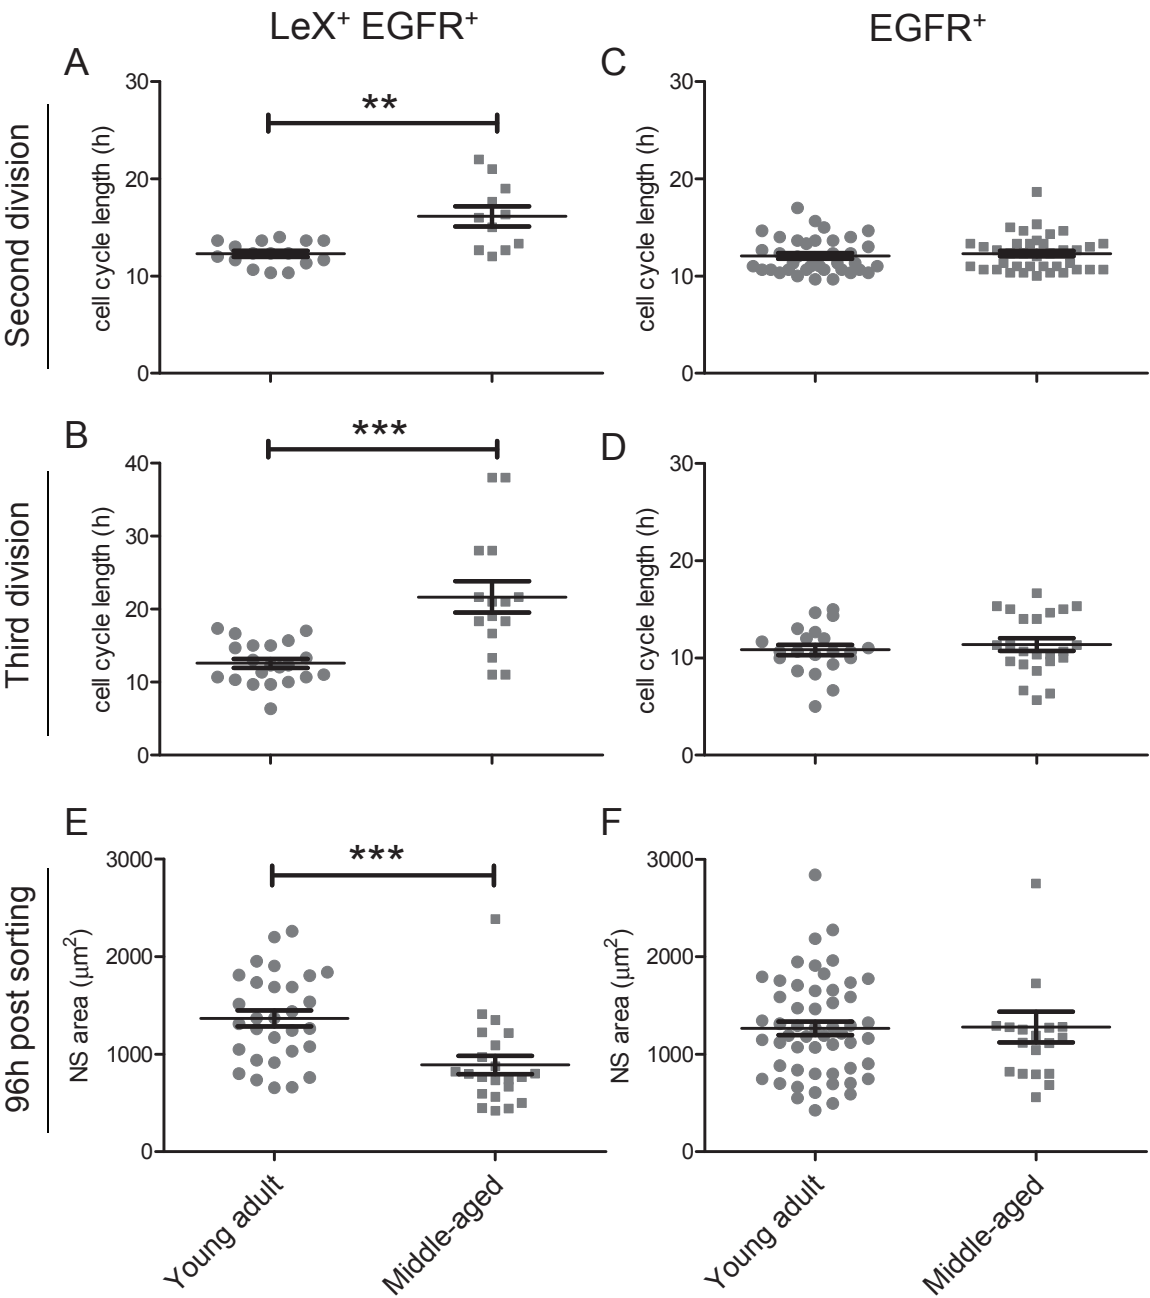 LeX⁺ EGFR⁺
EGFR⁺
Second division
A
cell cycle length (h)
30
20
10
0
**
C
cell cycle length (h)
30
20
10
0
Third division
B
cell cycle length (h)
40
30
20
10
0
***
D
cell cycle length (h)
30
20
10
0
96h post sorting
E
NS area (μm²)
3000
2000
1000
0
***
Young adult
Middle-aged
F
NS area (μm²)
3000
2000
1000
0
Young adult
Middle-aged